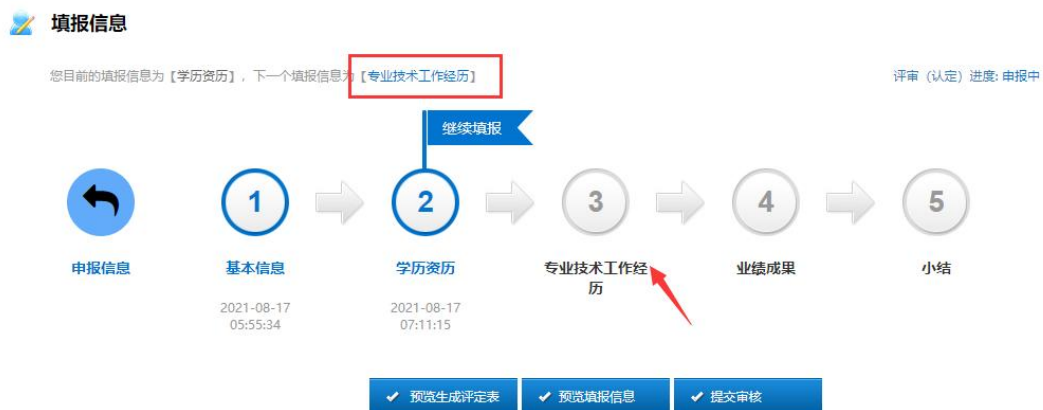 填报信息
您目前的填报信息为【学历资历】，下一个填报信息为【专业技术工作经历】
评审（认定）进度: 申报中
继续填报
1
2
3
4
5
申报信息
基本信息
学历资历
专业技术工作经
历
业绩成果
小结
2021-08-17
05:55:34
2021-08-17
07:11:15
预览生成评定表
预览填报信息
提交审核